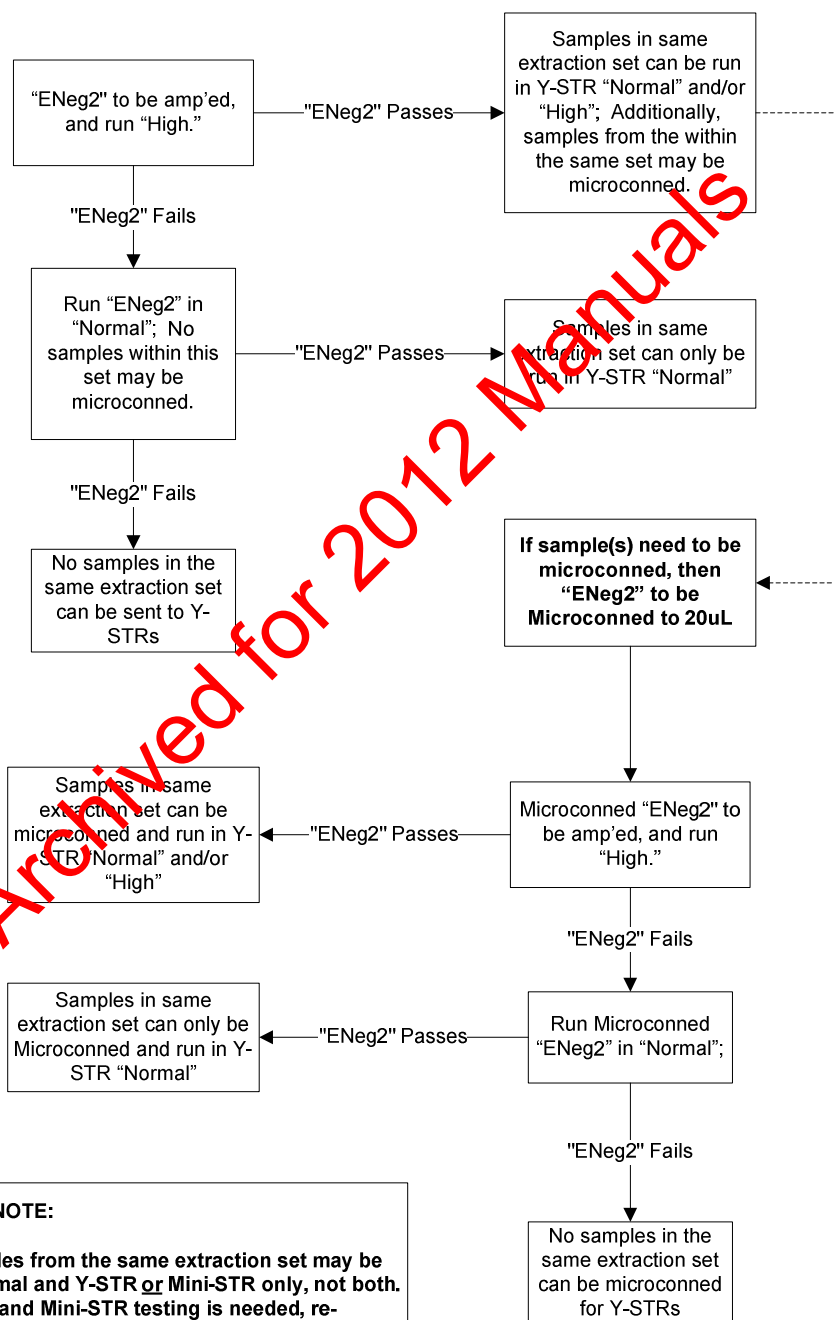 “ENeg2” to be amp’ed,
and run “High.”
"ENeg2" Passes
Samples in same
extraction set can be run
in Y-STR “Normal” and/or
“High”; Additionally,
samples from the within
the same set may be
microconned.
"ENeg2" Fails
Run “ENeg2” in
“Normal”; No
samples within this
set may be
microconned.
"ENeg2" Passes
Samples in same
extraction set can only be
run in Y-STR “Normal”
"ENeg2" Fails
No samples in the
same extraction set
can be sent to Y-
STRs
If sample(s) need to be
microconned, then
“ENeg2” to be
Microconned to 20uL
Archived for 2012 Manuals
Microconned “ENeg2” to
be amp’ed, and run
“High.”
"ENeg2" Passes
Samples in same
extraction set can be
microconned and run in Y-
STR “Normal” and/or
“High”
"ENeg2" Fails
Run Microconned
“ENeg2” in “Normal”;
"ENeg2" Passes
Samples in same
extraction set can only be
Microconned and run in Y-
STR “Normal”
"ENeg2" Fails
No samples in the
same extraction set
can be microconned
for Y-STRs
NOTE:
les from the same extraction set may be
mal and Y-STR or Mini-STR only, not both.
and Mini-STR testing is needed, re-